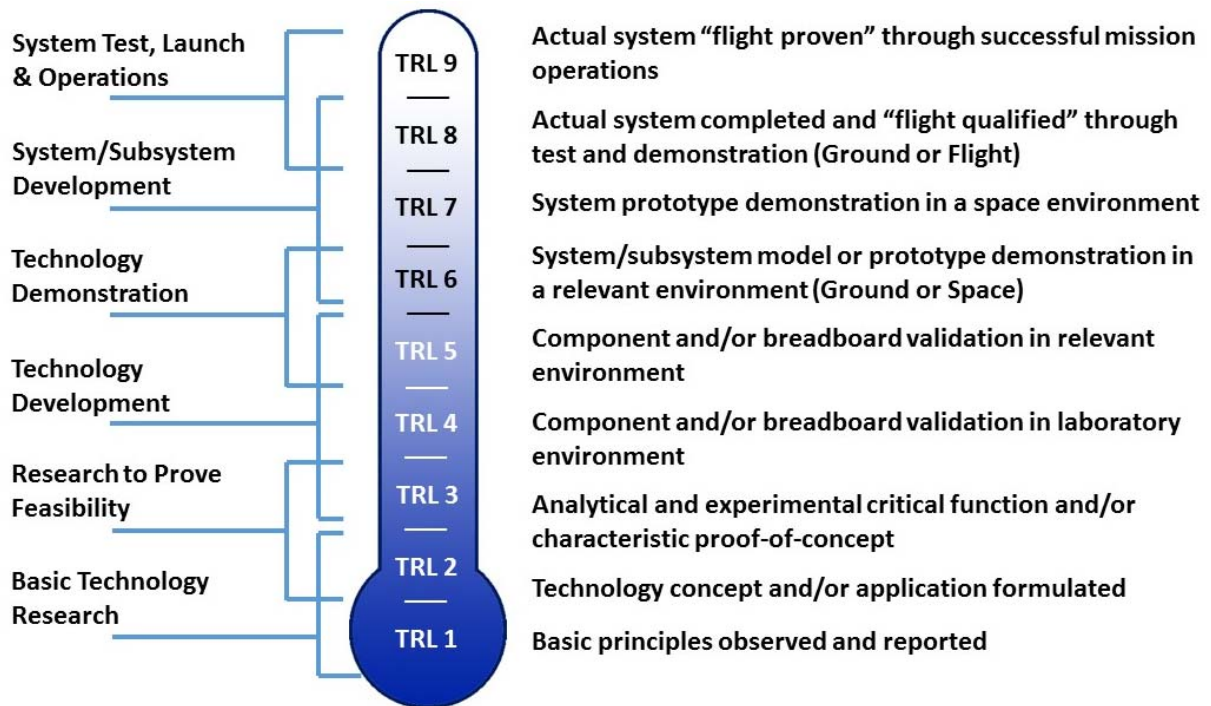 System Test, Launch
& Operations
System/Subsystem
Development
Technology
Demonstration
Technology
Development
Research to Prove
Feasibility
Basic Technology
Research
TRL 9
TRL 8
TRL 7
TRL 6
TRL 5
TRL 4
TRL 3
TRL 2
TRL 1
Actual system “flight proven” through successful mission
operations
Actual system completed and “flight qualified” through
test and demonstration (Ground or Flight)
System prototype demonstration in a space environment
System/subsystem model or prototype demonstration in
a relevant environment (Ground or Space)
Component and/or breadboard validation in relevant
environment
Component and/or breadboard validation in laboratory
environment
Analytical and experimental critical function and/or
characteristic proof-of-concept
Technology concept and/or application formulated
Basic principles observed and reported